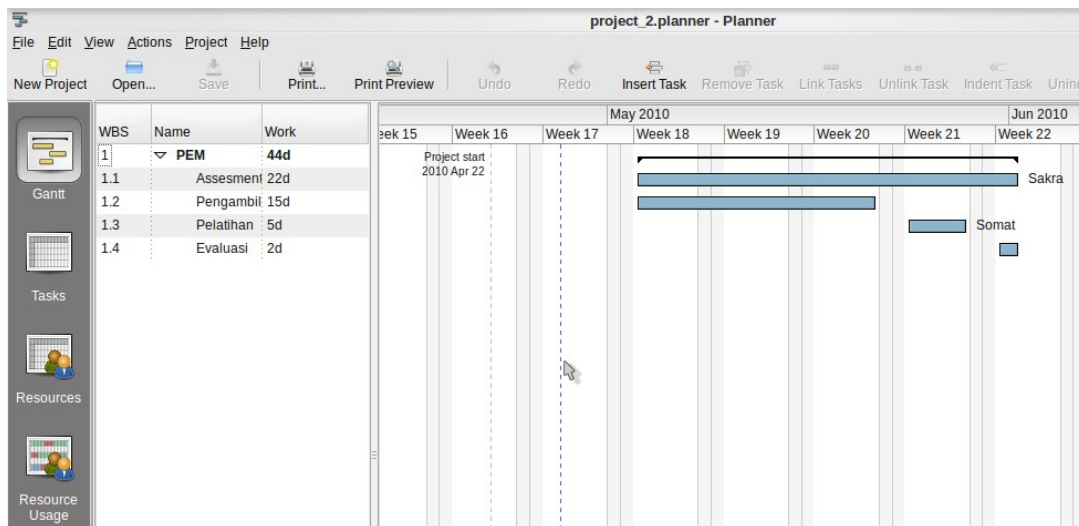 project_2.planner - Planner
File Edit View Actions Project Help
New Project Open... Save Print... Print Preview Undo Redo Insert Task Remove Task Link Tasks Unlink Task Indent Task
May 2010 Jun 2010
WBS Name Work Week 16 Week 17 Week 18 Week 19 Week 20 Week 21 Week 22
1 PEM 44d
Project start
2010 Apr 22
1.1 Assesment 22d Sakra
1.2 Pengambil 15d
1.3 Pelatihan 5d Somat
1.4 Evaluasi 2d
Gantt
Tasks
Resources
Resource
Usage